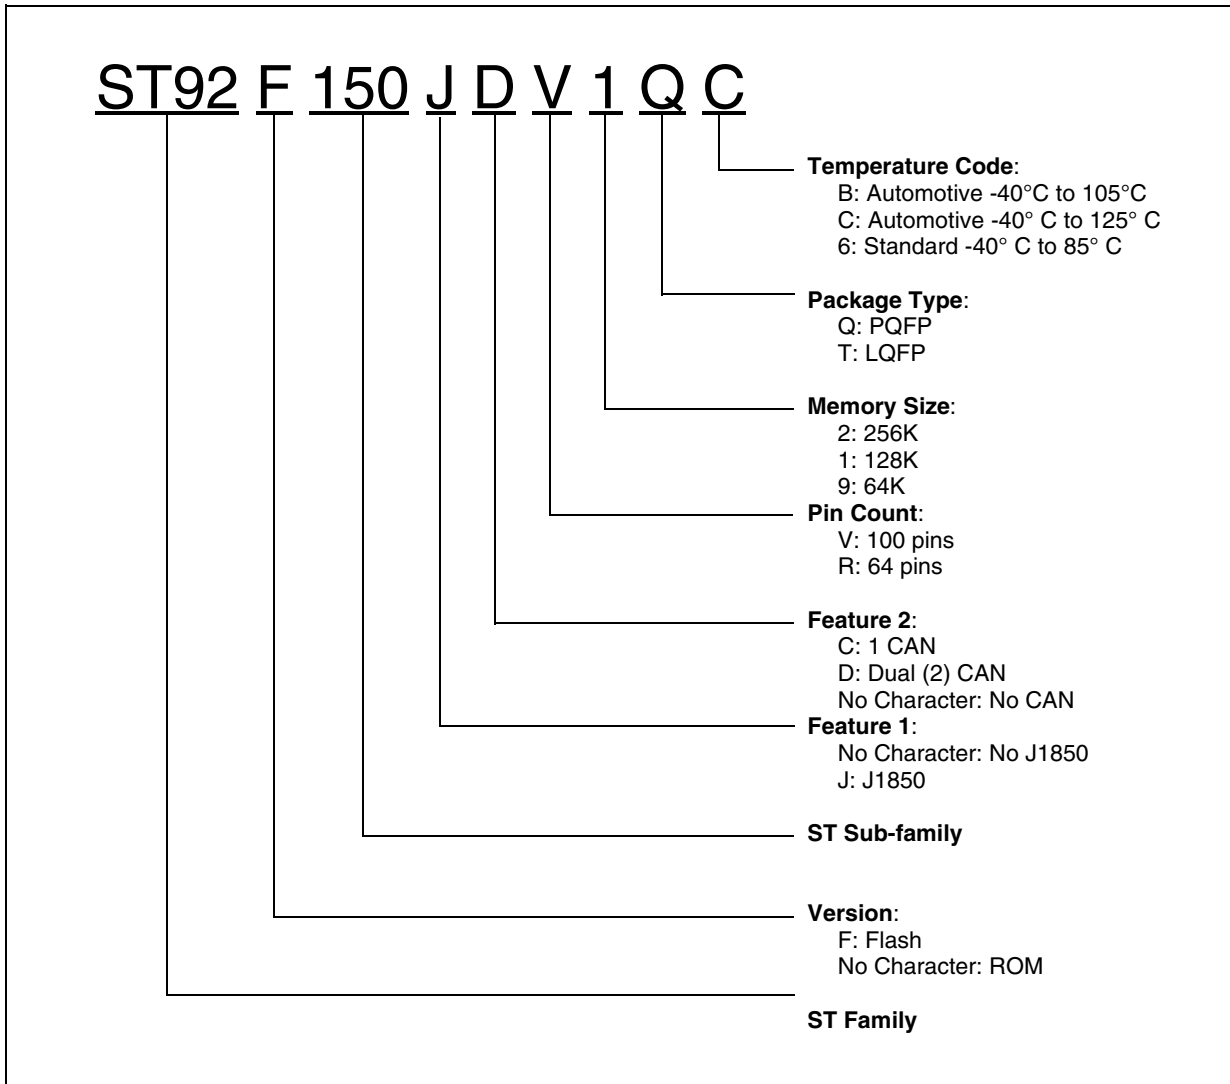 ST92 F 150 J D V 1 Q C
Temperature Code:
B: Automotive -40°C to 105°C
C: Automotive -40° C to 125° C
6: Standard -40° C to 85° C
Package Type:
Q: PQFP
T: LQFP
Memory Size:
2: 256K
1: 128K
9: 64K
Pin Count:
V: 100 pins
R: 64 pins
Feature 2:
C: 1 CAN
D: Dual (2) CAN
No Character: No CAN
Feature 1:
No Character: No J1850
J: J1850
ST Sub-family
Version:
F: Flash
No Character: ROM
ST Family